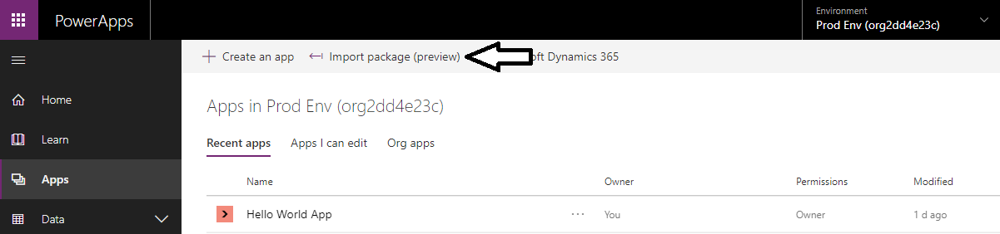 PowerApps
Environment
Prod Env (org2dd4e23c)
Create an app
Import package (preview)
Dynamics 365
Home
Learn
Apps
Data
Apps in Prod Env (org2dd4e23c)
Recent apps
Apps I can edit
Org apps
Name
Owner
Permissions
Modified
Hello World App
...
You
Owner
1 d ago